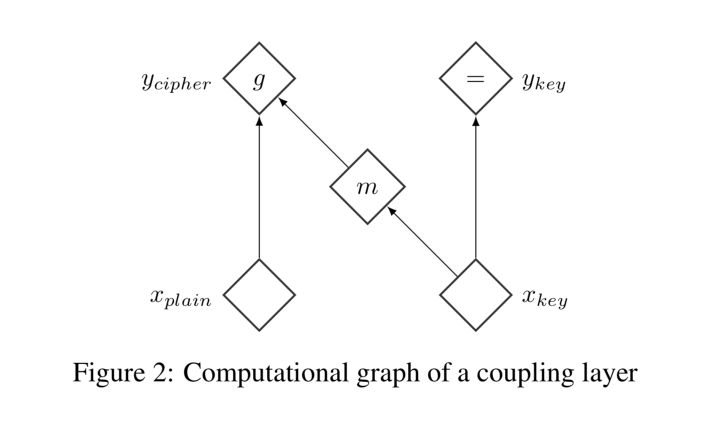 y_cipher g = y_key
m
x_plain x_key
Figure 2: Computational graph of a coupling layer